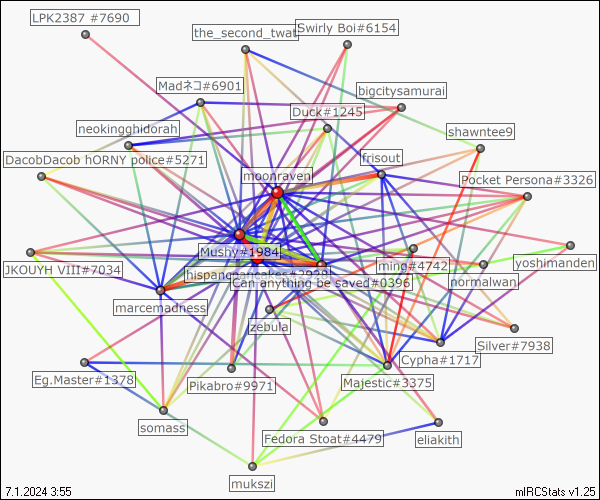 LPK2387 #7690
the_second_twat
Swirly Boi#6154
Madネコ#6901
bigcitysamurai
Duck#1245
neokingghidorah
shawntee9
DacobDacob hORNY police#5271
frisout
moonraven
Pocket Persona#3326
Mushy#1984
yoshimanden
JKOUYH VIII#7034
ming#4742
Can anything be saved#0396
normalwan
marcemadness
zebula
Silver#7938
Cypha#1717
Eg.Master#1378
Pikabro#9971
Majestic#3375
somass
Fedora Stoat#4479
eliakith
mukszi
7.1.2024 3:55
mIRCStats v1.25